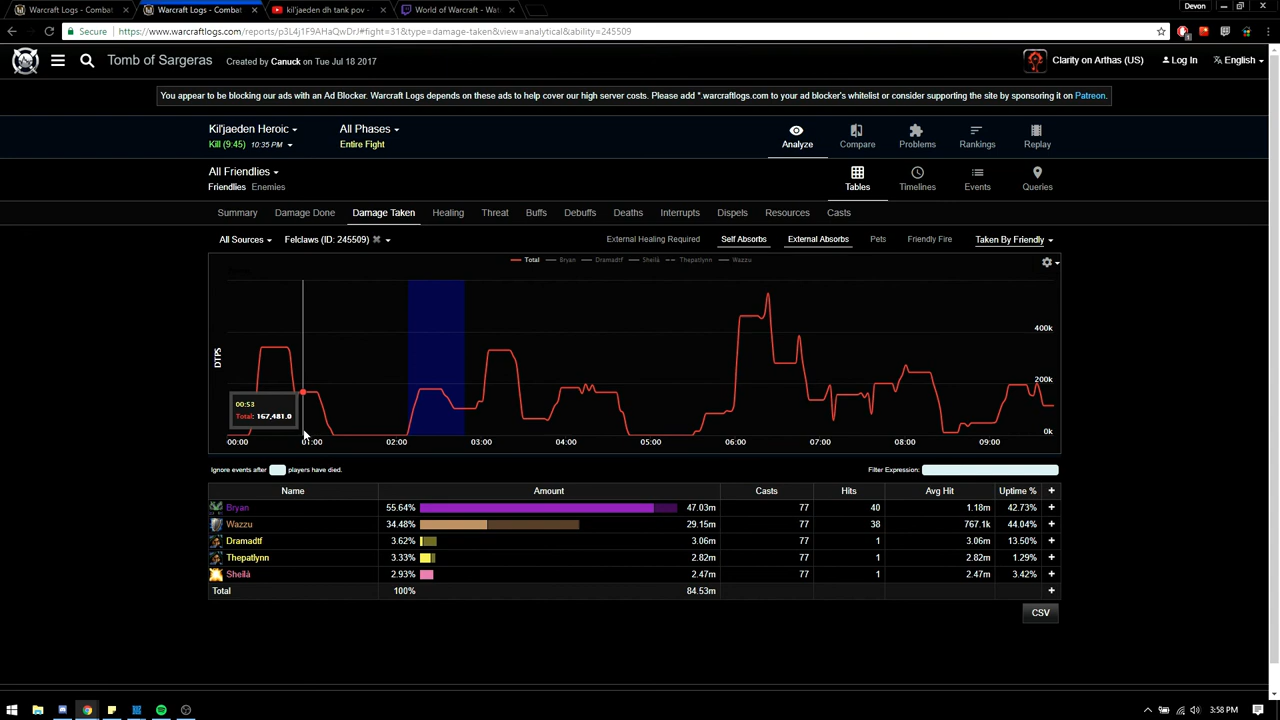 Devon
Warcraft Logs - Combat
Warcraft Logs - Combat
kil'jaeden dh tank pov -
World of Warcraft - Wat
Secure
https://www.warcraftlogs.com/reports/p3L4j1F9AHaQwDrJ#fight=31&type=damage-taken&view=analytical&ability=245509
Tomb of Sargeras
Created by Canuck on Tue Jul 18 2017
Clarity on Arthas (US)
Log In
English
You appear to be blocking our ads with an Ad Blocker. Warcraft Logs depends on these ads to help cover our high server costs. Please add *.warcraftlogs.com to your ad blocker's whitelist or consider supporting the site by sponsoring it on Patreon.
Kil'jaeden Heroic
All Phases
Kill (9:45) 10:35 PM
Entire Fight
Analyze
Compare
Problems
Rankings
Replay
All Friendlies
Friendlies
Enemies
Tables
Timelines
Events
Queries
Summary
Damage Done
Damage Taken
Healing
Threat
Buffs
Debuffs
Deaths
Interrupts
Dispels
Resources
Casts
All Sources
Felclaws (ID: 245509)
External Healing Required
Self Absorbs
External Absorbs
Pets
Friendly Fire
Taken By Friendly
Total
Bryan
Dramadtf
Sheilâ
Thepatlynn
Wazzu
DTPS
400k
200k
0k
00:53
Total: 167,481.0
00:00
01:00
02:00
03:00
04:00
05:00
06:00
07:00
08:00
09:00
Ignore events after
players have died.
Filter Expression:
Name Amount Casts Hits Avg Hit Uptime % +
Bryan 55.64% 47.03m 77 40 1.18m 42.73% +
Wazzu 34.48% 29.15m 77 38 767.1k 44.04% +
Dramadtf 3.62% 3.06m 77 1 3.06m 13.50% +
Thepatlynn 3.33% 2.82m 77 1 2.82m 1.29% +
Sheilâ 2.93% 2.47m 77 1 2.47m 3.42% +
Total 100% 84.53m +
CSV
3:58 PM